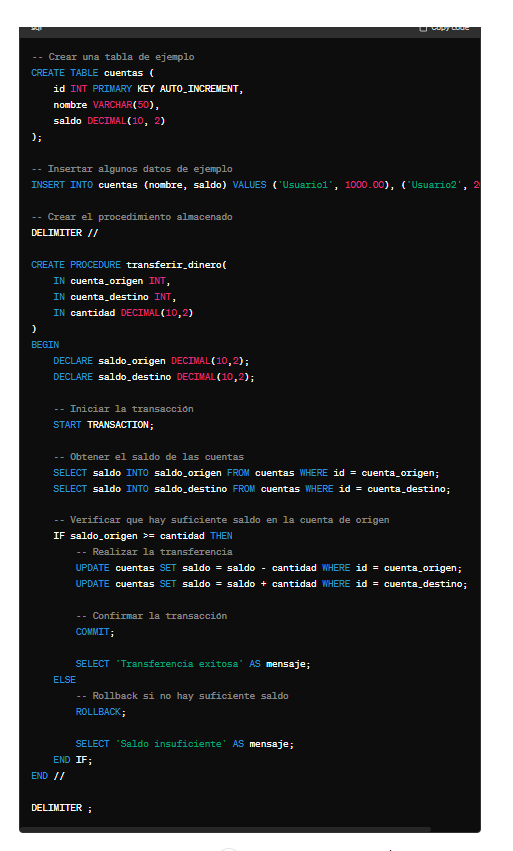 sql Copy code
-- Crear una tabla de ejemplo
CREATE TABLE cuentas (
    id INT PRIMARY KEY AUTO_INCREMENT,
    nombre VARCHAR(50),
    saldo DECIMAL(10, 2)
);
-- Insertar algunos datos de ejemplo
INSERT INTO cuentas (nombre, saldo) VALUES ('Usuario1', 1000.00), ('Usuario2', 2
-- Crear el procedimiento almacenado
DELIMITER //
CREATE PROCEDURE transferir_dinero(
    IN cuenta_origen INT,
    IN cuenta_destino INT,
    IN cantidad DECIMAL(10,2)
)
BEGIN
    DECLARE saldo_origen DECIMAL(10,2);
    DECLARE saldo_destino DECIMAL(10,2);
    -- Iniciar la transacción
    START TRANSACTION;
    -- Obtener el saldo de las cuentas
    SELECT saldo INTO saldo_origen FROM cuentas WHERE id = cuenta_origen;
    SELECT saldo INTO saldo_destino FROM cuentas WHERE id = cuenta_destino;
    -- Verificar que hay suficiente saldo en la cuenta de origen
    IF saldo_origen >= cantidad THEN
        -- Realizar la transferencia
        UPDATE cuentas SET saldo = saldo - cantidad WHERE id = cuenta_origen;
        UPDATE cuentas SET saldo = saldo + cantidad WHERE id = cuenta_destino;
        -- Confirmar la transacción
        COMMIT;
        SELECT 'Transferencia exitosa' AS mensaje;
    ELSE
        -- Rollback si no hay suficiente saldo
        ROLLBACK;
        SELECT 'Saldo insuficiente' AS mensaje;
    END IF;
END //
DELIMITER ;